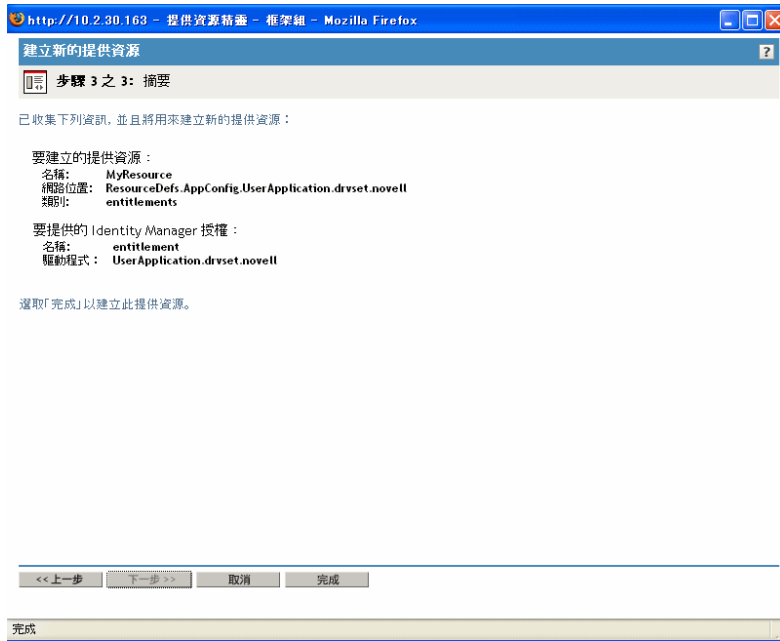 http://10.2.30.163 - 提供資源精靈 - 框架組 - Mozilla Firefox
建立新的提供資源
?
步驟 3 之 3: 摘要
已收集下列資訊, 並且將用來建立新的提供資源：
要建立的提供資源：
名稱: MyResource
網路位置: ResourceDefs.AppConfig.UserApplication.drvset.novell
類別: entitlements
要提供的 Identity Manager 授權：
名稱: entitlement
驅動程式： UserApplication.drvset.novell
選取「完成」以建立此提供資源。
<< 上一步 下一步 >> 取消 完成
完成